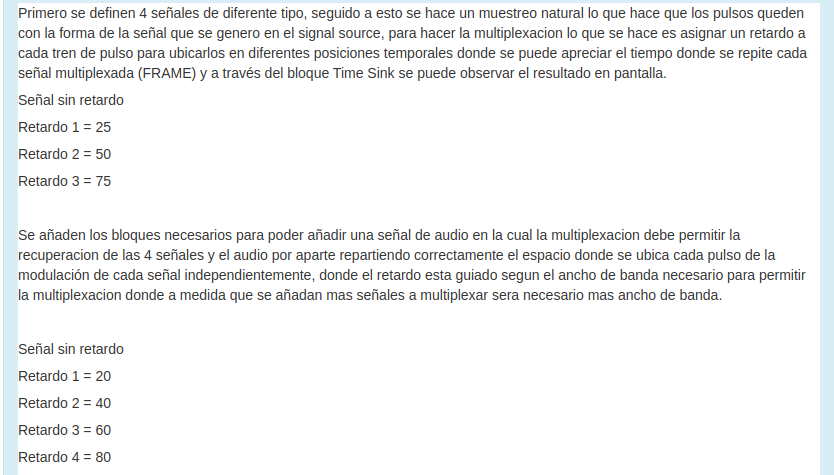 Primero se definen 4 señales de diferente tipo, seguido a esto se hace un muestreo natural lo que hace que los pulsos queden
con la forma de la señal que se genero en el signal source, para hacer la multiplexacion lo que se hace es asignar un retardo a
cada tren de pulso para ubicarlos en diferentes posiciones temporales donde se puede apreciar el tiempo donde se repite cada
señal multiplexada (FRAME) y a través del bloque Time Sink se puede observar el resultado en pantalla.
Señal sin retardo
Retardo 1 = 25
Retardo 2 = 50
Retardo 3 = 75
Se añaden los bloques necesarios para poder añadir una señal de audio en la cual la multiplexacion debe permitir la
recuperacion de las 4 señales y el audio por aparte repartiendo correctamente el espacio donde se ubica cada pulso de la
modulación de cada señal independientemente, donde el retardo esta guiado segun el ancho de banda necesario para permitir
la multiplexacion donde a medida que se añadan mas señales a multiplexar sera necesario mas ancho de banda.
Señal sin retardo
Retardo 1 = 20
Retardo 2 = 40
Retardo 3 = 60
Retardo 4 = 80